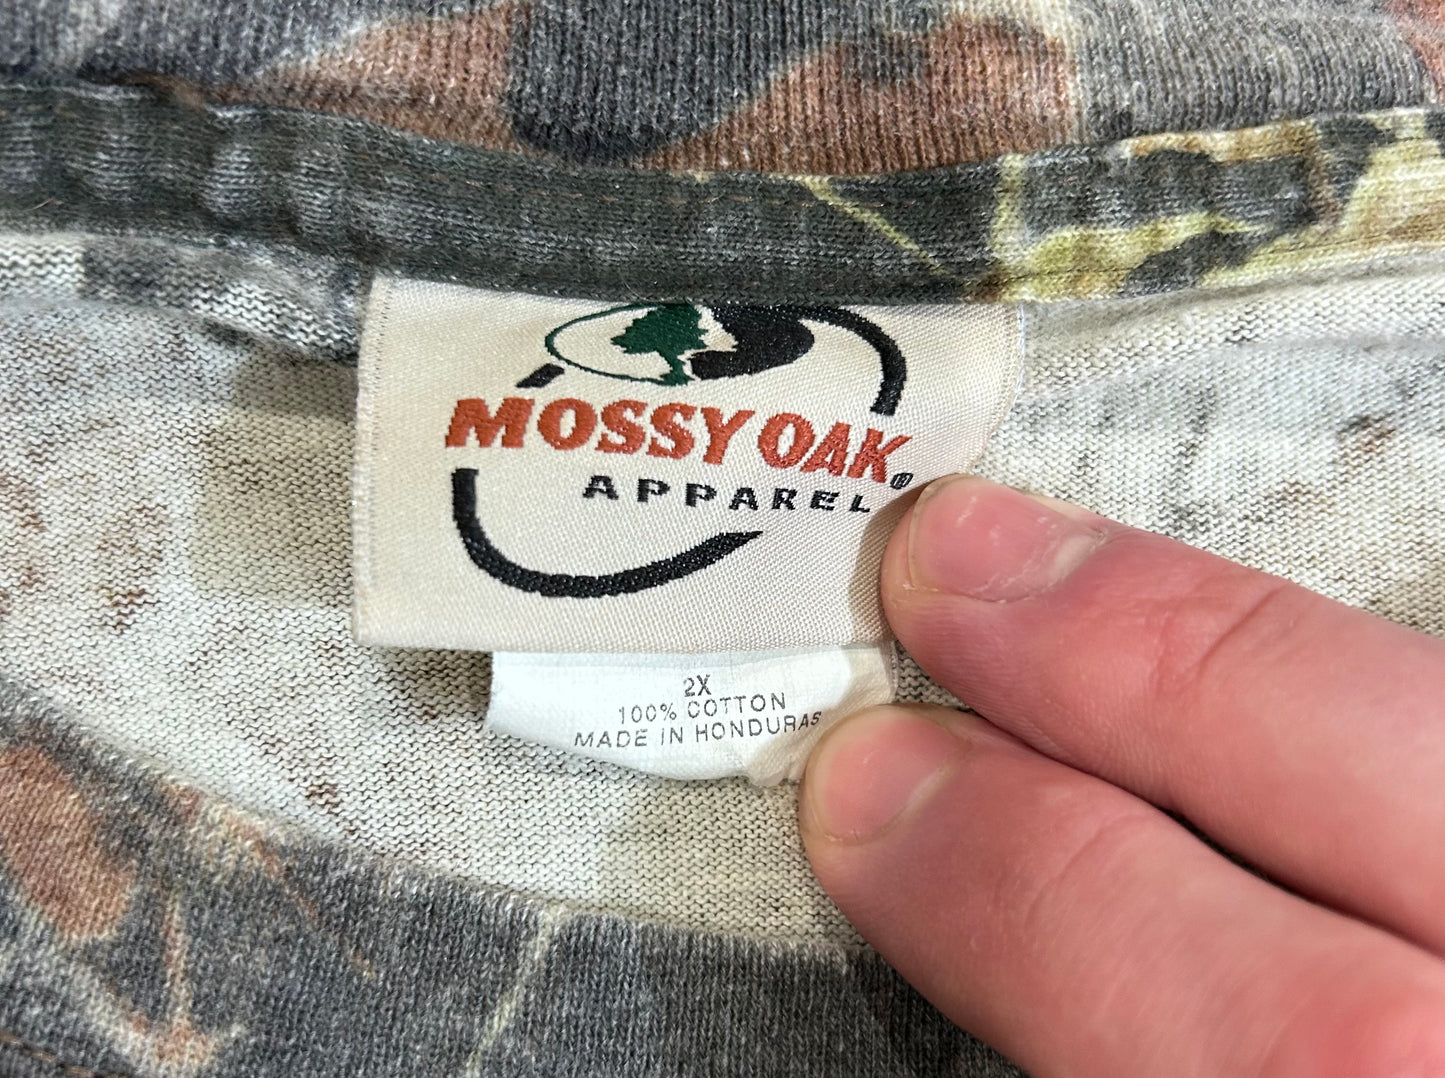 MOSSY OAK®
APPAREL
2X
100% COTTON
MADE IN HONDURAS